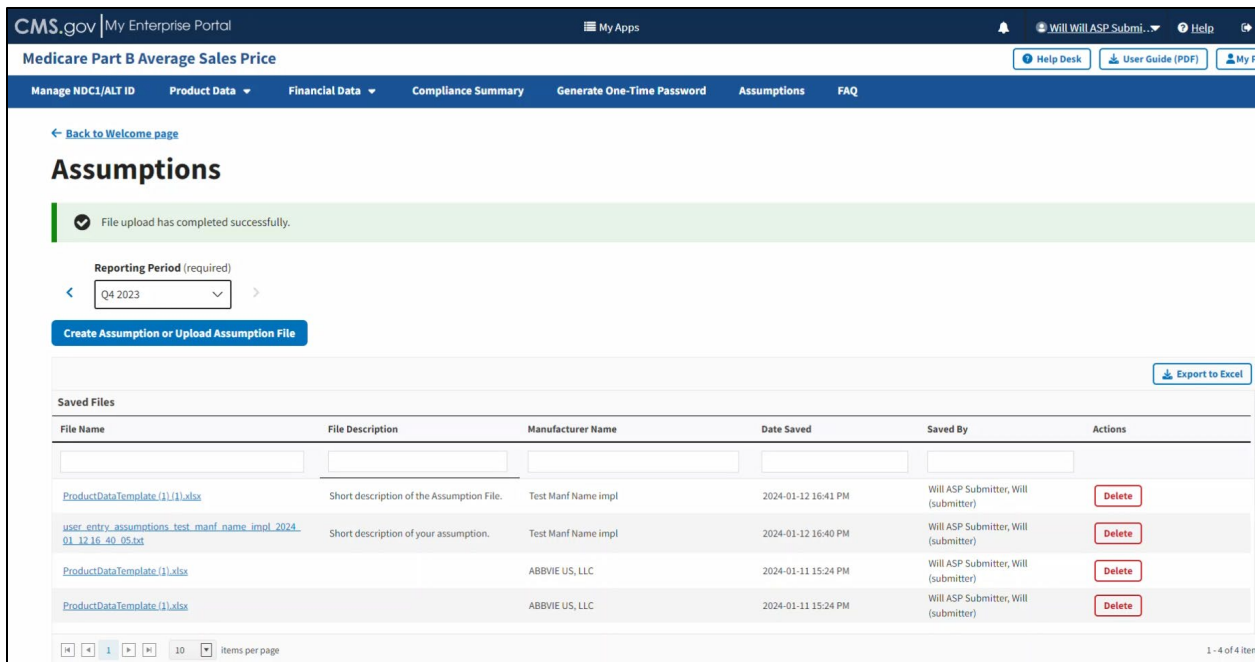 CMS.gov My Enterprise Portal
My Apps
Will Will ASP Submi...
Help
Medicare Part B Average Sales Price
Help Desk
User Guide (PDF)
My P
Manage NDC1/ALT ID
Product Data
Financial Data
Compliance Summary
Generate One-Time Password
Assumptions
FAQ
Back to Welcome page
Assumptions
File upload has completed successfully.
Reporting Period (required)
Q4 2023
Create Assumption or Upload Assumption File
Export to Excel
Saved Files
File Name File Description Manufacturer Name Date Saved Saved By Actions
ProductDataTemplate (1) (1).xlsx Short description of the Assumption File. Test Manf Name impl 2024-01-12 16:41 PM Will ASP Submitter, Will
(submitter) Delete
user_entry_assumptions_test_manf_name_impl_2024_ Short description of your assumption. Test Manf Name impl 2024-01-12 16:40 PM Will ASP Submitter, Will
01_12 16_40_05.txt (submitter) Delete
ProductDataTemplate (1).xlsx ABBVIE US, LLC 2024-01-11 15:24 PM Will ASP Submitter, Will
(submitter) Delete
ProductDataTemplate (1).xlsx ABBVIE US, LLC 2024-01-11 15:24 PM Will ASP Submitter, Will
(submitter) Delete
1 10 items per page 1 - 4 of 4 iter